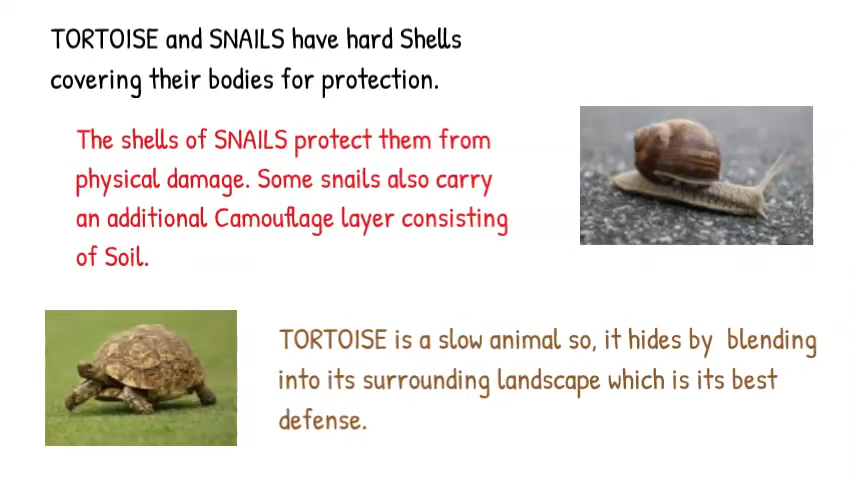 TORTOISE and SNAILS have hard Shells
covering their bodies for protection.
The shells of SNAILS protect them from
physical damage. Some snails also carry
an additional Camouflage layer consisting
of Soil.
TORTOISE is a slow animal so, it hides by blending
into its surrounding landscape which is its best
defense.